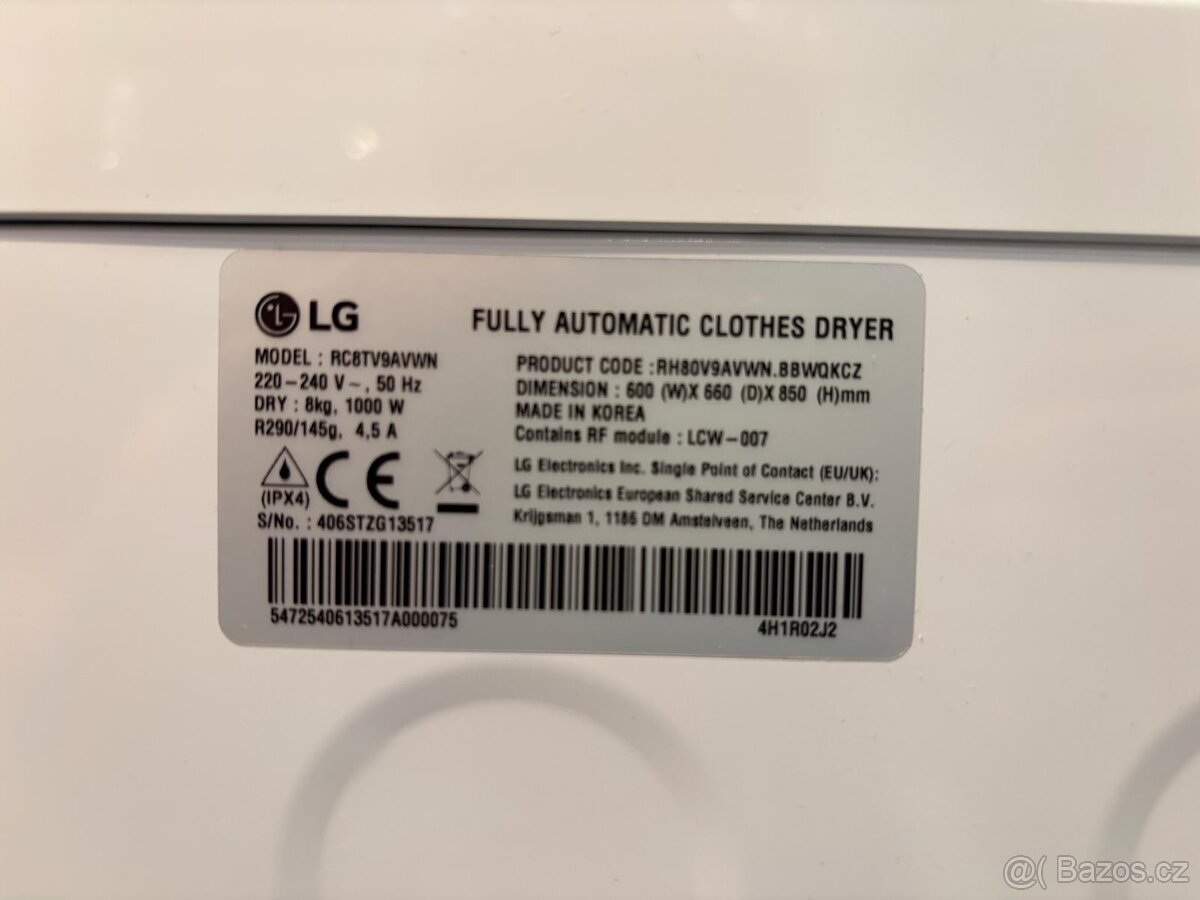 LG
FULLY AUTOMATIC CLOTHES DRYER
MODEL : RC8TV9AVWN
220-240 V~, 50 Hz
DRY : 8kg, 1000 W
R290/145g, 4,5 A
(IPX4)
CE
S/No. : 406STZG13517
PRODUCT CODE :RH80V9AVWN.BBWQKCZ
DIMENSION : 600 (W)X 660 (D)X 850 (H)mm
MADE IN KOREA
Contains RF module : LCW-007
LG Electronics Inc. Single Point of Contact (EU/UK):
LG Electronics European Shared Service Center B.V.
Krijgsman 1, 1186 DM Amstelveen, The Netherlands
5472540613517A000075
4H1R02J2
@( Bazos.cz